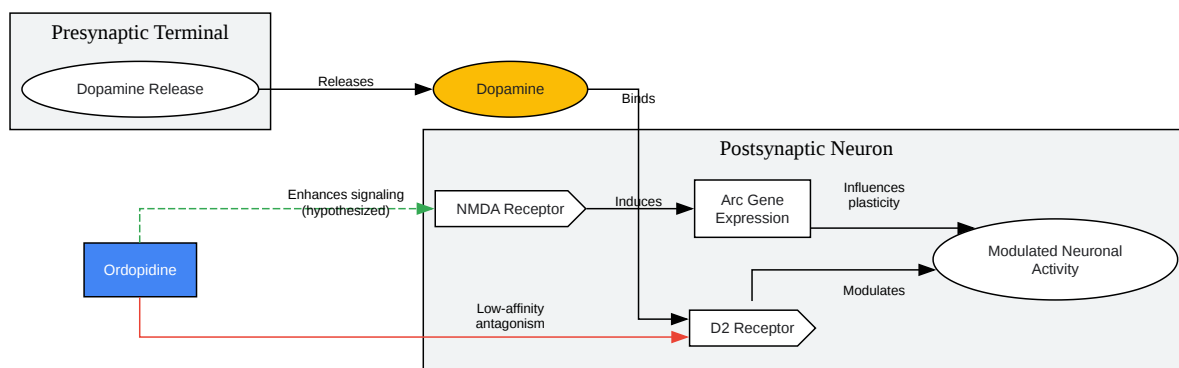 Presynaptic Terminal
Dopamine Release
Releases
Dopamine
Binds
Postsynaptic Neuron
Enhances signaling
(hypothesized)
NMDA Receptor
Induces
Arc Gene
Expression
Influences
plasticity
Modulated Neuronal
Activity
Ordopidine
Modulates
Low-affinity
antagonism
D2 Receptor